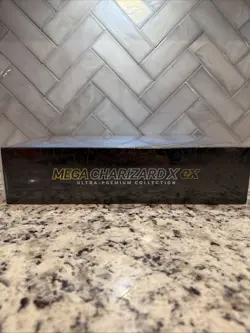 MEGA CHARIZARD X ex
ULTRA-PREMIUM COLLECTION